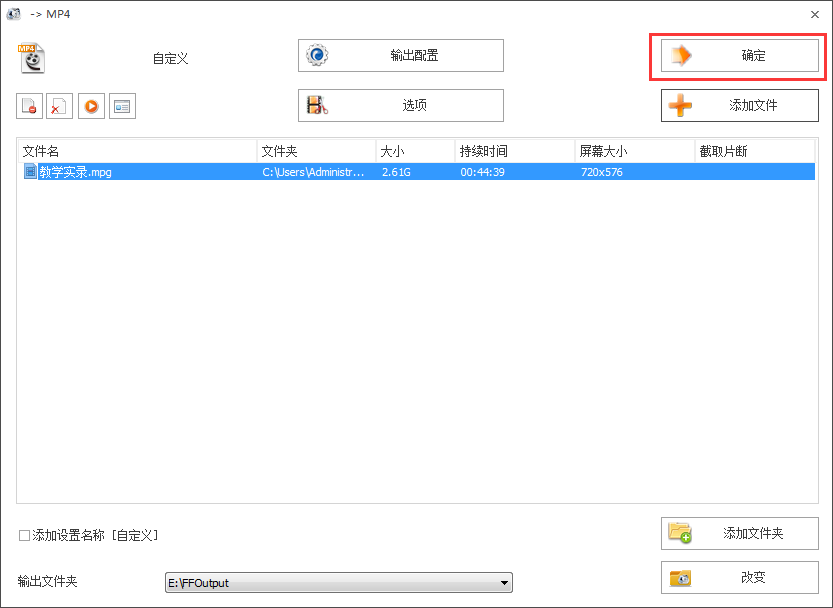 -> MP4
MP4
自定义
输出配置
确定
选项
添加文件
文件名 文件夹 大小 持续时间 屏幕大小 截取片断
教学实录.mpg C:\Users\Administr... 2.61G 00:44:39 720x576
添加设置名称 [自定义]
添加文件夹
输出文件夹 E:\FFOutput
改变